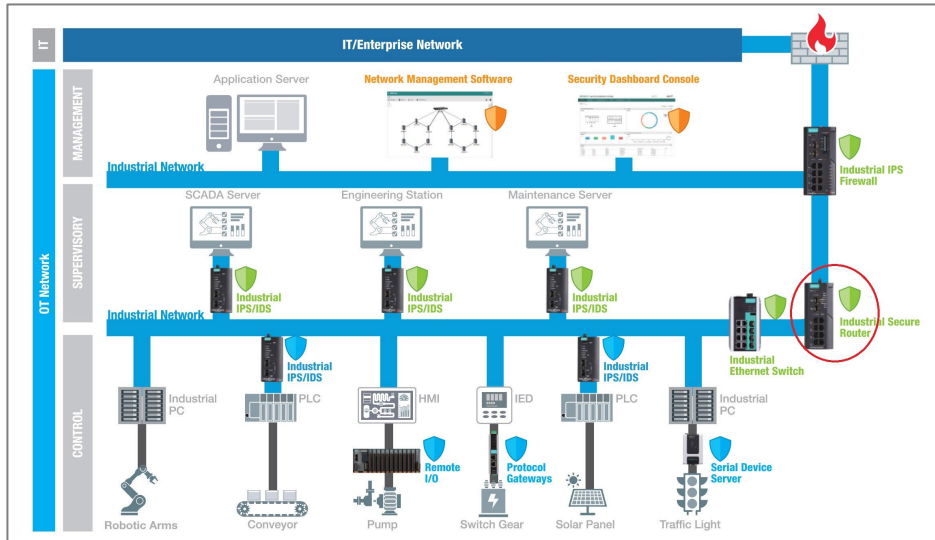 IT
IT/Enterprise Network
OT Network
MANAGEMENT
Application Server
Network Management Software
Security Dashboard Console
Industrial Network
Industrial IPS
Firewall
SUPERVISORY
SCADA Server
Engineering Station
Maintenance Server
Industrial
IPS/IDS
Industrial
IPS/IDS
Industrial
IPS/IDS
Industrial Secure
Router
Industrial Network
Industrial
Ethernet Switch
CONTROL
Industrial
IPS/IDS
Industrial
IPS/IDS
Industrial
PC
PLC
HMI
IED
PLC
Industrial
PC
Remote
I/O
Protocol
Gateways
Serial Device
Server
Robotic Arms
Conveyor
Pump
Switch Gear
Solar Panel
Traffic Light